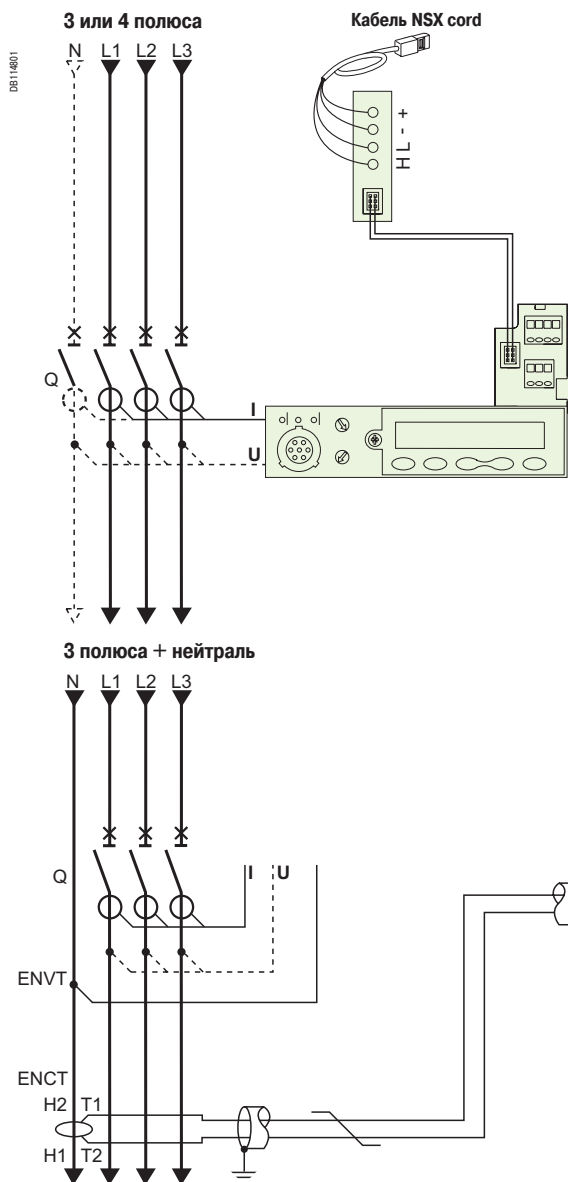 3 или 4 полюса
Кабель NSX cord
DB114801
N L1 L2 L3
H L - +
Q
I
U
3 полюса + нейтраль
N L1 L2 L3
Q
I U
ENVT
ENCT
H2 T1
H1 T2